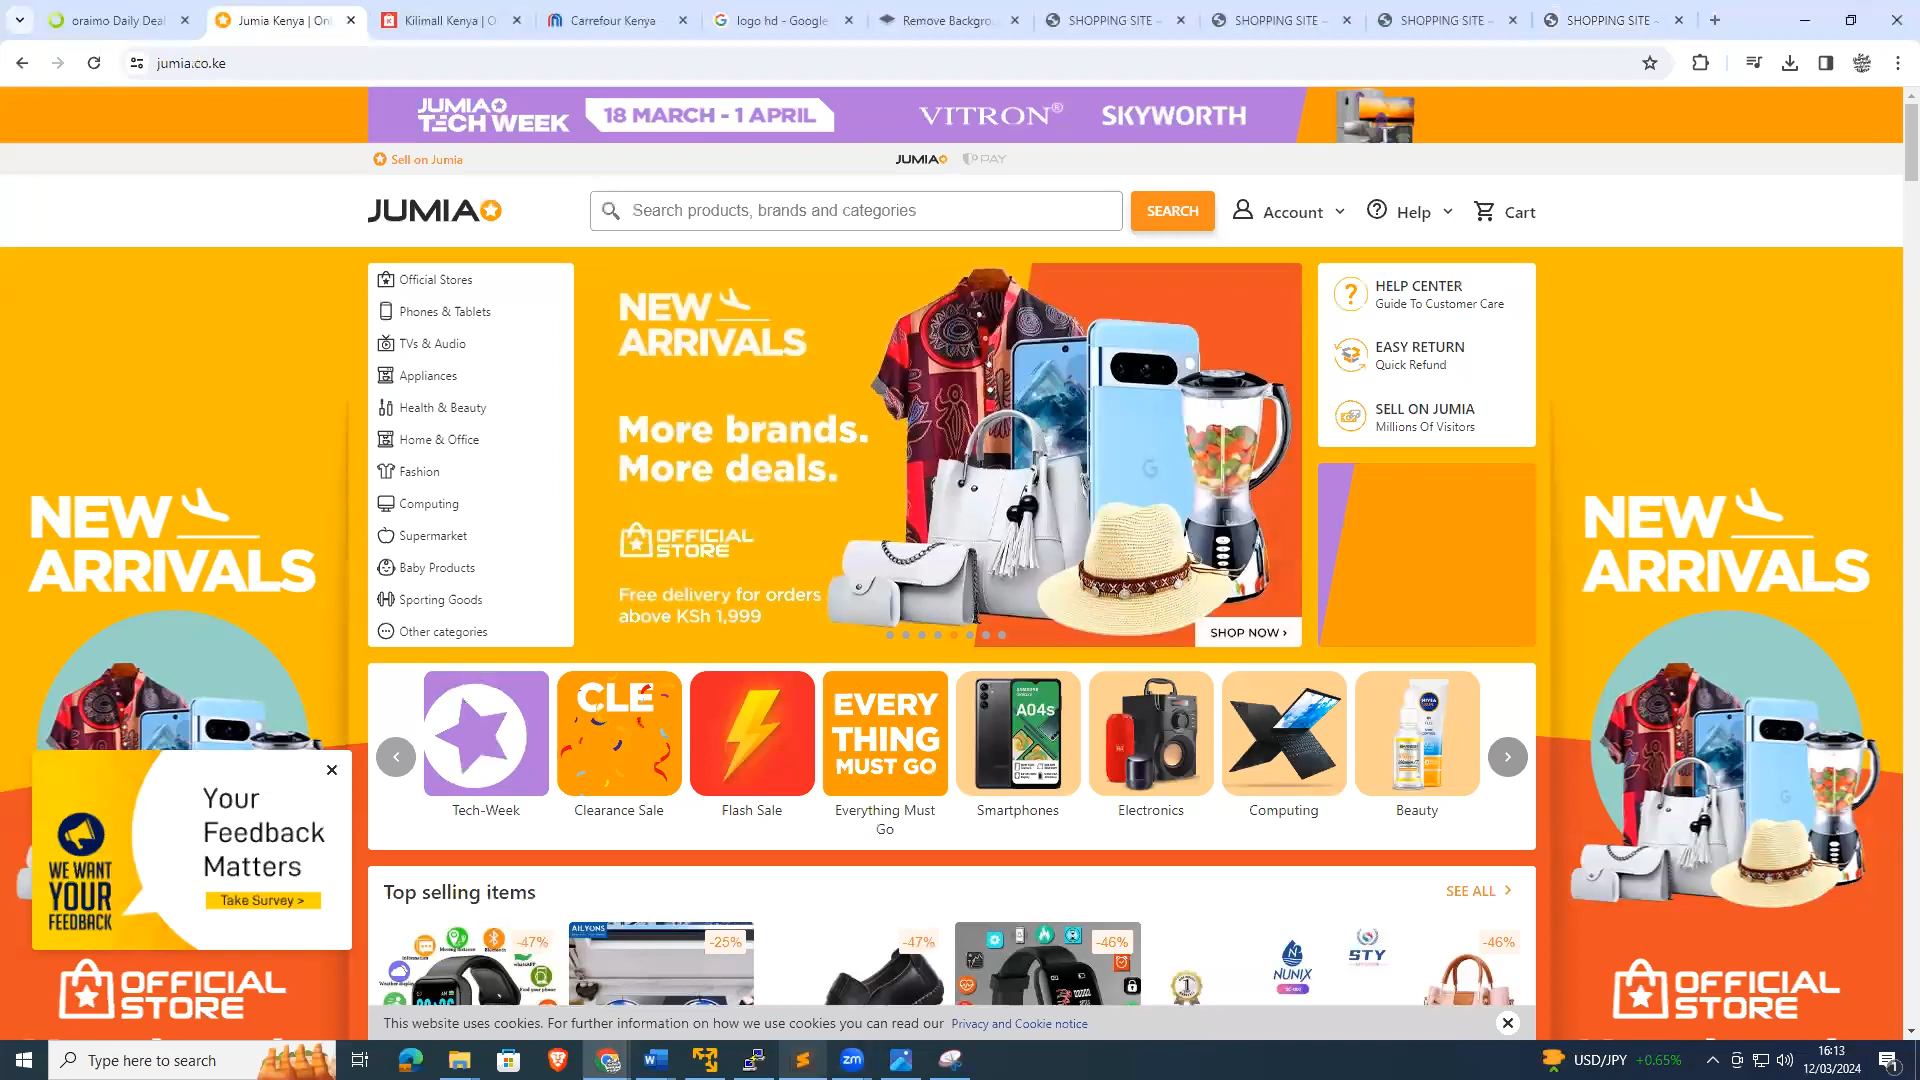 oraimo Daily Deal
Jumia Kenya | Onl
Kilimall Kenya | O
Carrefour Kenya
logo hd - Google
Remove Backgrou
SHOPPING SITE -
SHOPPING SITE -
SHOPPING SITE -
SHOPPING SITE -
jumia.co.ke
JUMIA
TECH WEEK
18 MARCH - 1 APRIL
VITRON®
SKYWORTH
Sell on Jumia
JUMIA
PAY
JUMIA
Search products, brands and categories
SEARCH
Account
Help
Cart
Official Stores
Phones & Tablets
TVs & Audio
Appliances
Health & Beauty
Home & Office
Fashion
Computing
Supermarket
Baby Products
Sporting Goods
Other categories
NEW
ARRIVALS
More brands.
More deals.
OFFICIAL
STORE
Free delivery for orders
above KSh 1,999
SHOP NOW ›
HELP CENTER
Guide To Customer Care
EASY RETURN
Quick Refund
SELL ON JUMIA
Millions Of Visitors
NEW
ARRIVALS
NEW
ARRIVALS
CLE
EVERY
THING
MUST GO
SAMSUNG
A04s
NIVEA
Tech-Week
Clearance Sale
Flash Sale
Everything Must
Go
Smartphones
Electronics
Computing
Beauty
Your
Feedback
Matters
Take Survey >
WE WANT
YOUR
FEEDBACK
Top selling items
SEE ALL
-47%
AILYONS
-25%
-47%
-46%
NUNIX
STY
-46%
OFFICIAL
STORE
OFFICIAL
STORE
This website uses cookies. For further information on how we use cookies you can read our Privacy and Cookie notice
Type here to search
zm
USD/JPY +0.65%
16:13
12/03/2024
1